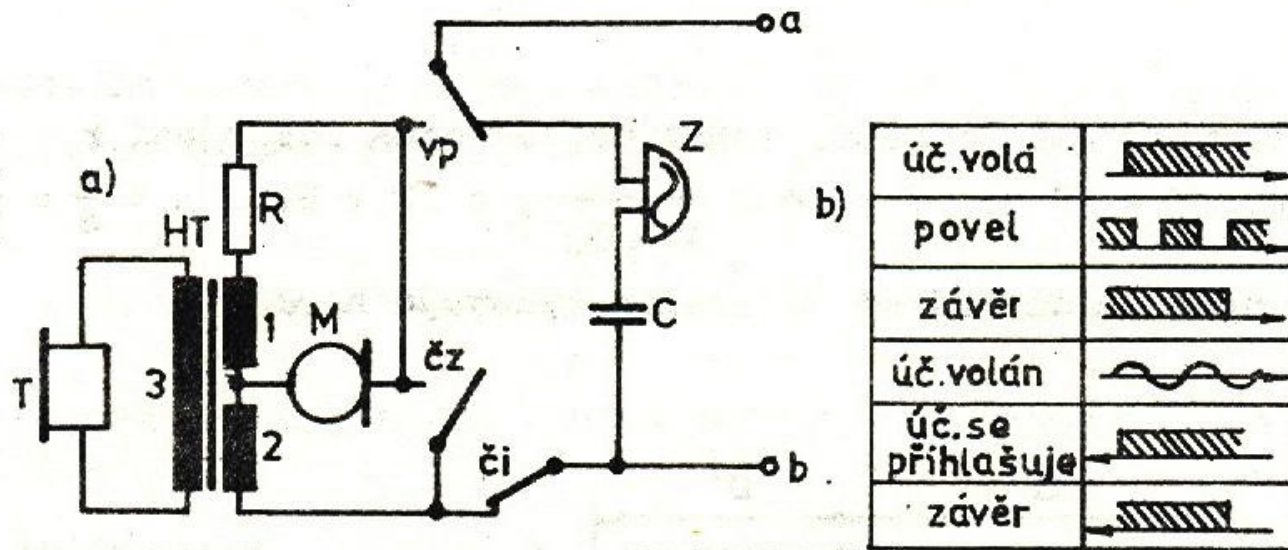 a
vp
Z
a)
R
HT
1
M
C
čz
T
3
2
či
b
b)
úč.volá
povel
závěr
úč.volán
úč.se
přihlašuje
závěr